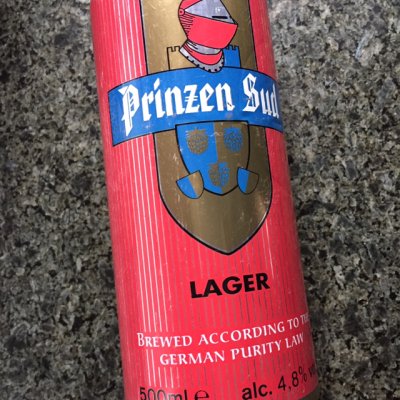 Prinzen Sud
LAGER
BREWED ACCORDING TO THE
GERMAN PURITY LAW
500ml e alc. 4,8%